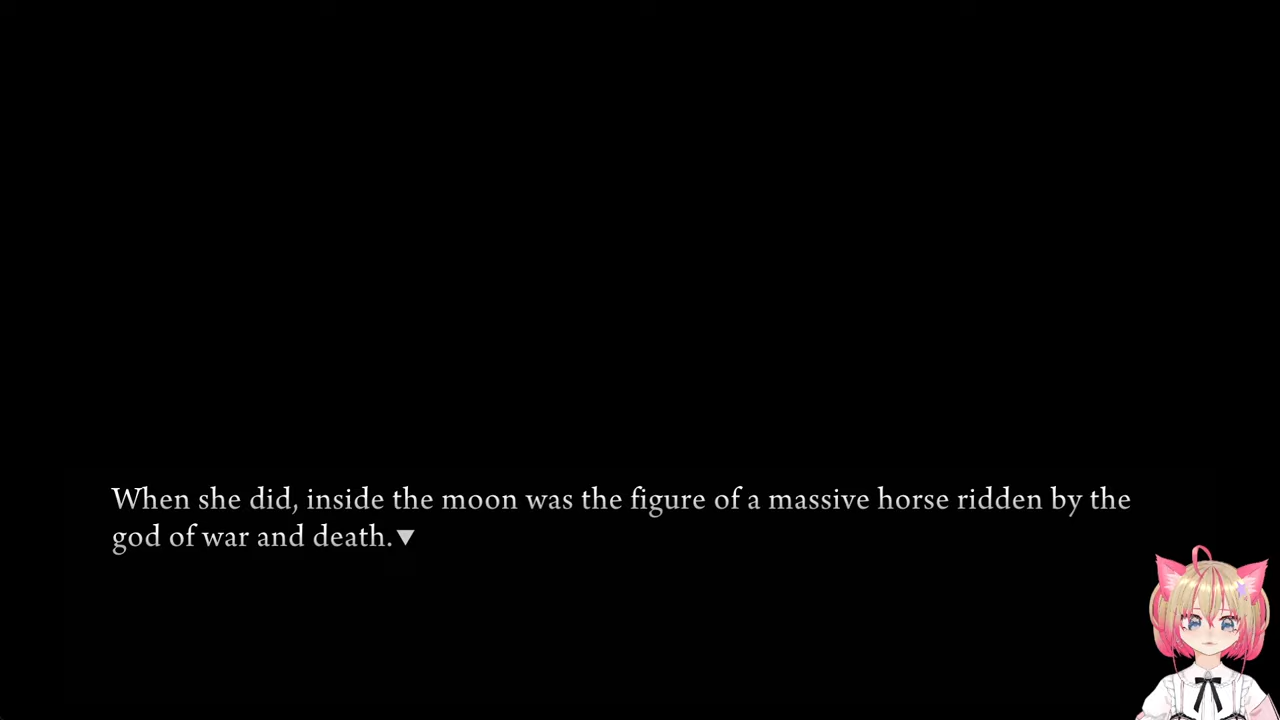 When she did, inside the moon was the figure of a massive horse ridden by the
god of war and death.▼